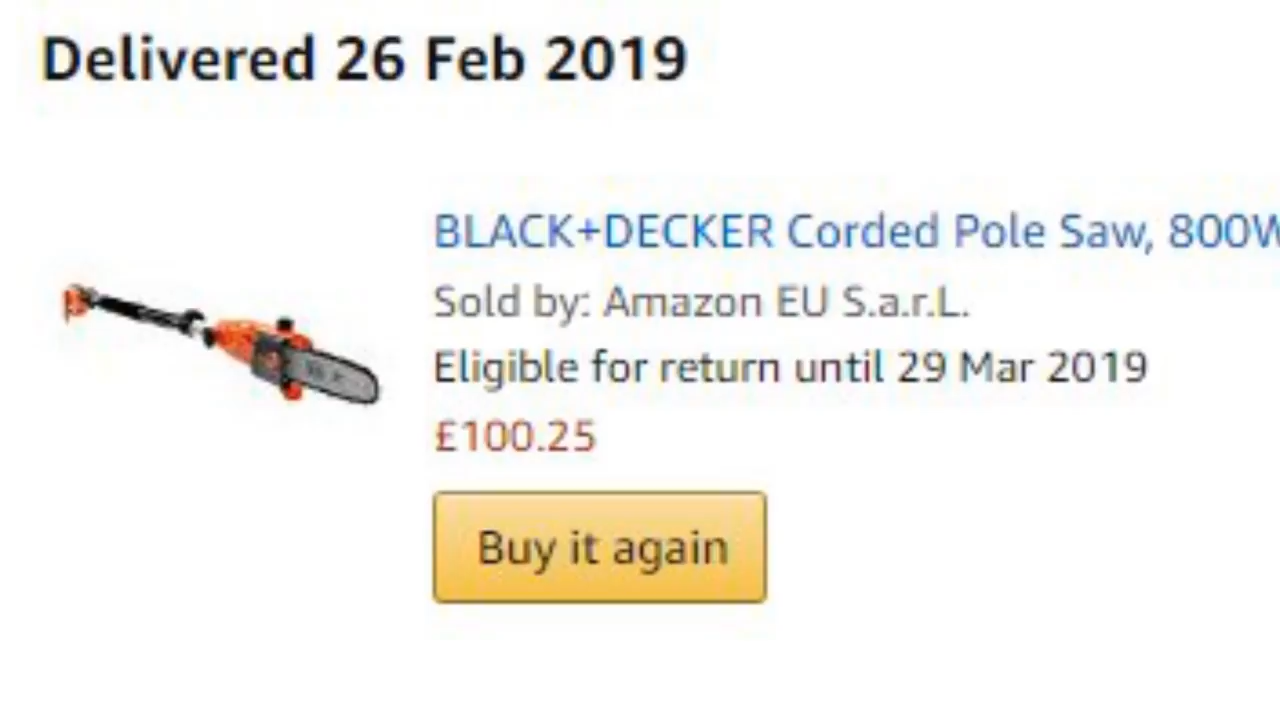 Delivered 26 Feb 2019
BLACK+DECKER Corded Pole Saw, 800W
Sold by: Amazon EU S.a.r.L.
Eligible for return until 29 Mar 2019
£100.25
Buy it again